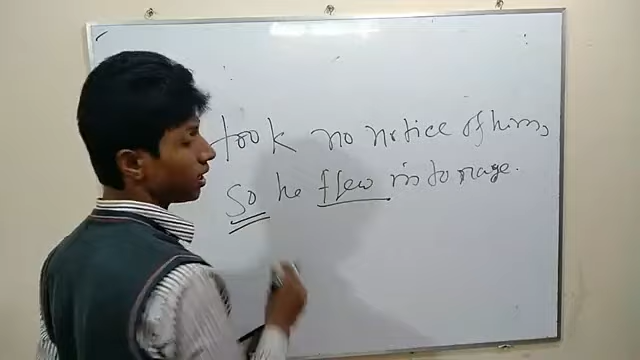 took no notice of him,
So he flew into rage.